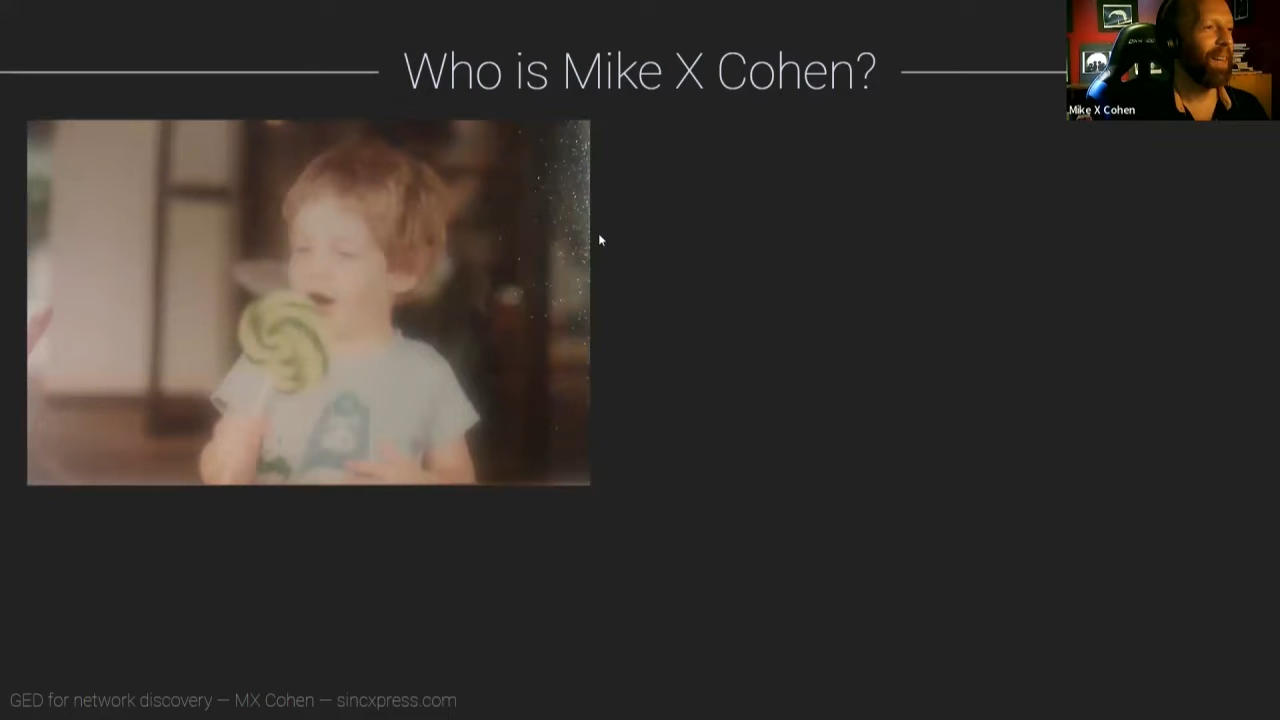 Who is Mike X Cohen?
Mike X Cohen
GED for network discovery — MX Cohen — sincxpress.com